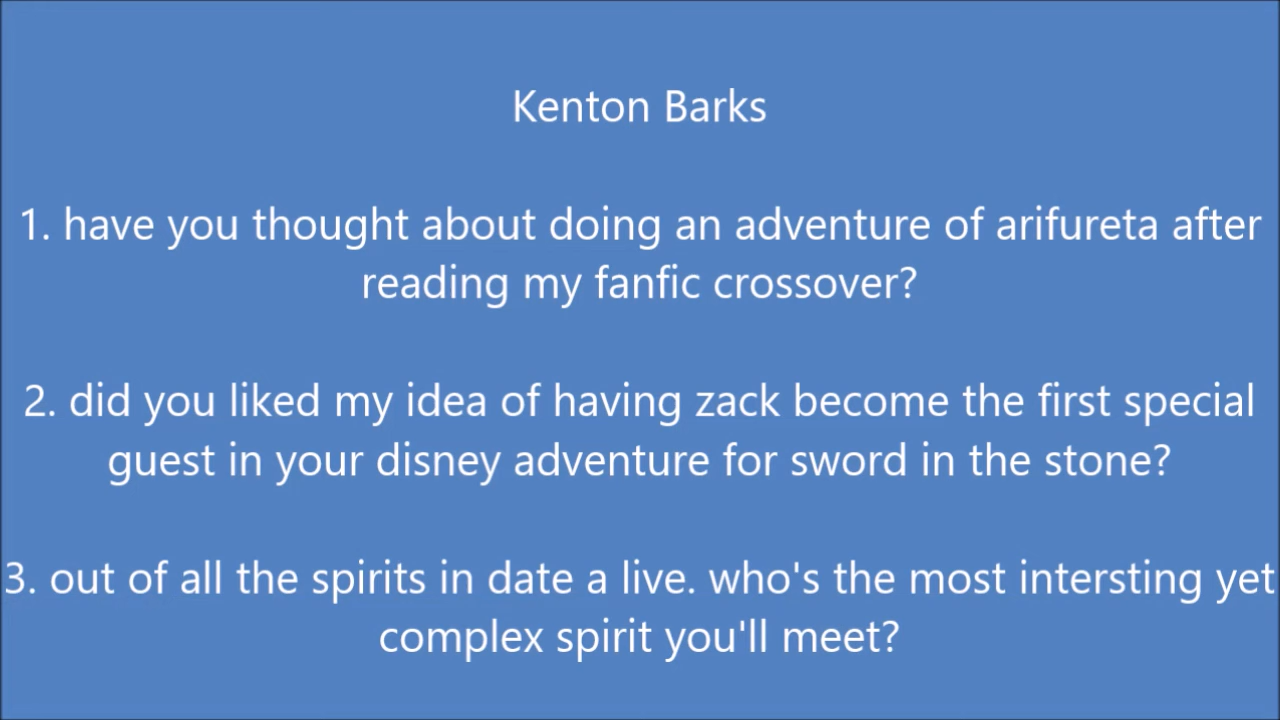 Kenton Barks
1. have you thought about doing an adventure of arifureta after
reading my fanfic crossover?
2. did you liked my idea of having zack become the first special
guest in your disney adventure for sword in the stone?
3. out of all the spirits in date a live. who's the most intersting yet
complex spirit you'll meet?